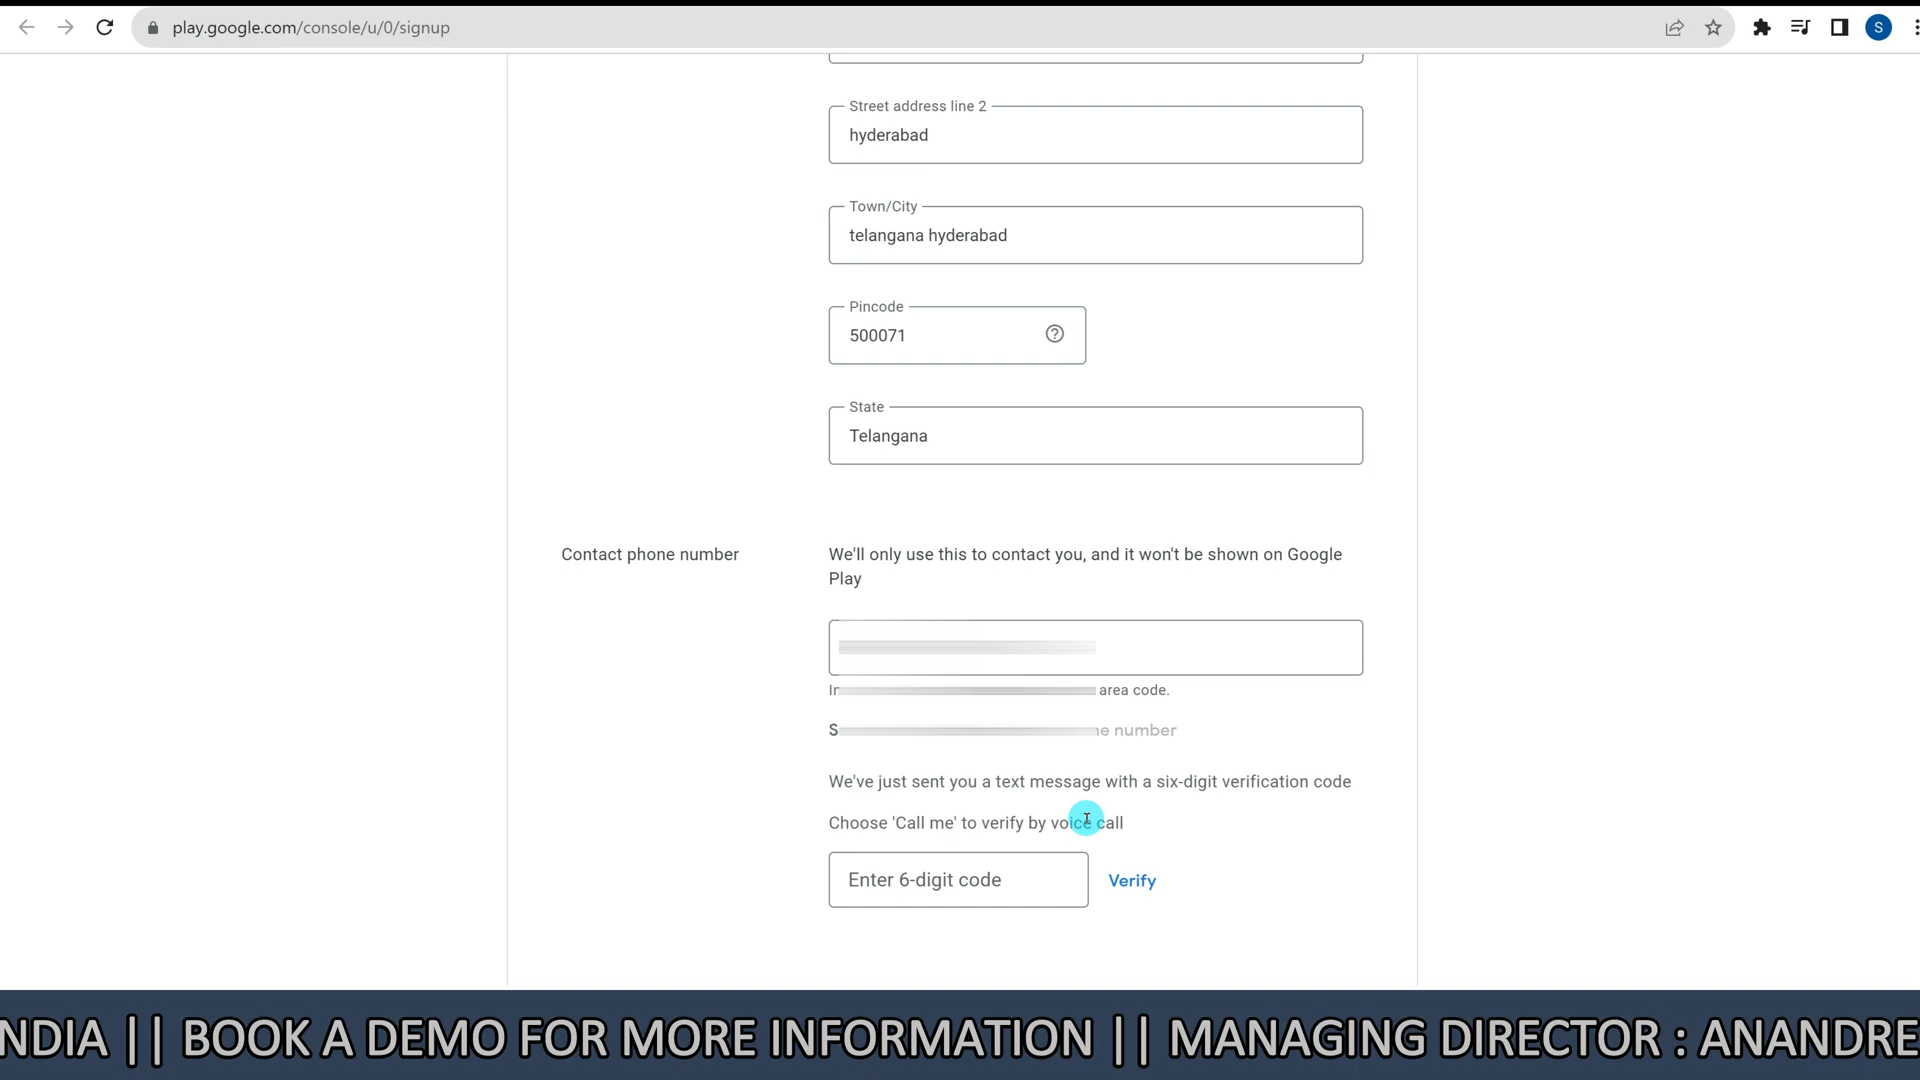 play.google.com/console/u/0/signup
S
Street address line 2
hyderabad
Town/City
telangana hyderabad
Pincode
500071
State
Telangana
Contact phone number
We'll only use this to contact you, and it won't be shown on Google
Play
area code.
number
We've just sent you a text message with a six-digit verification code
Choose 'Call me' to verify by voice call
Enter 6-digit code
Verify
NDIA || BOOK A DEMO FOR MORE INFORMATION || MANAGING DIRECTOR : ANANDRE